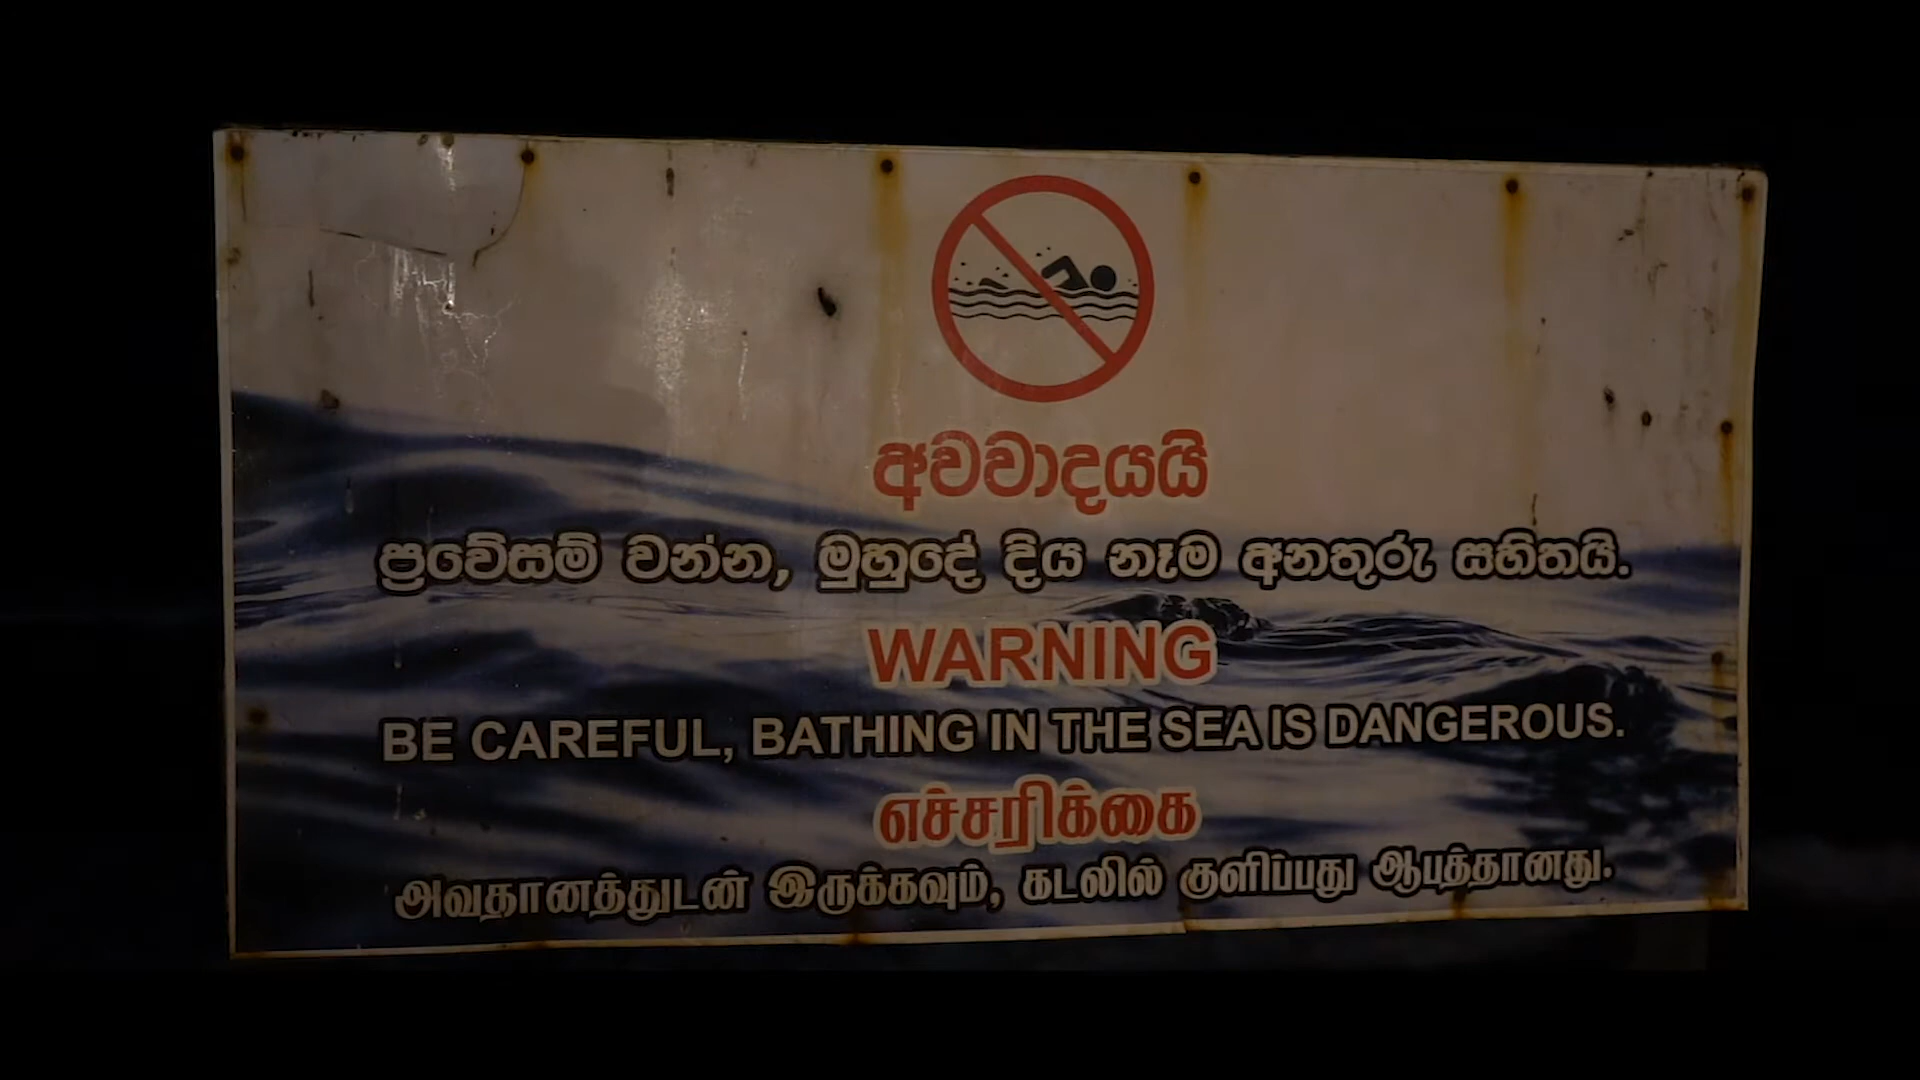 අවවාදයයි
ප්‍රවේසම් වන්න, මුහුදේ දිය නෑම අනතුරු සහිතයි.
WARNING
BE CAREFUL, BATHING IN THE SEA IS DANGEROUS.
எச்சரிக்கை
அவதானத்துடன் இருக்கவும், கடலில் குளிப்பது ஆபத்தானது.